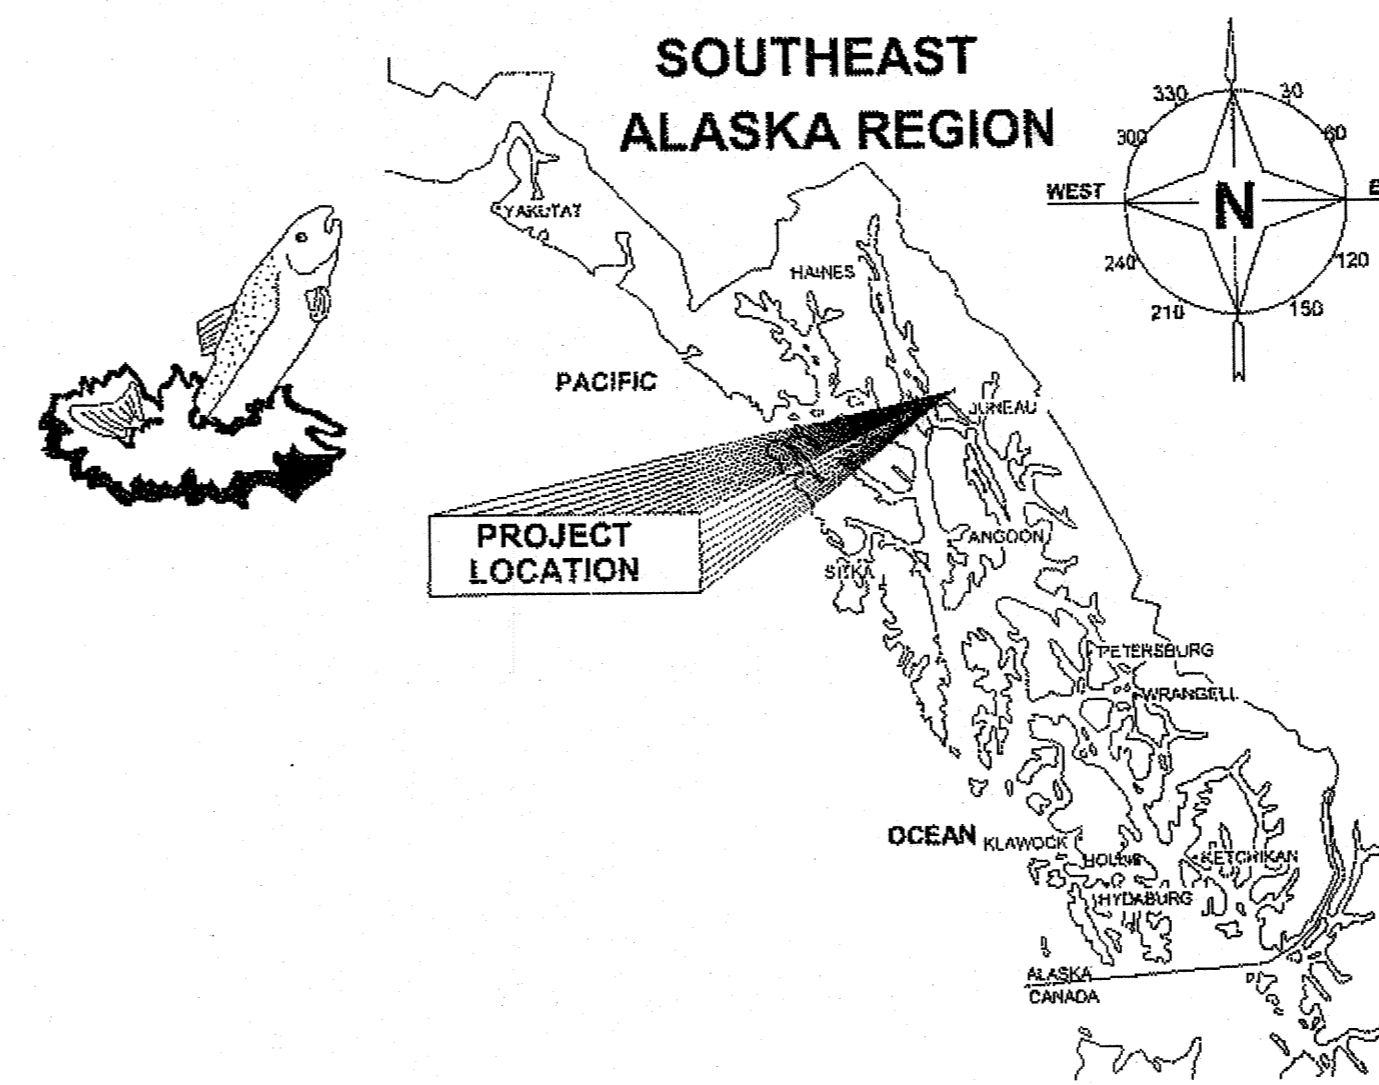 SOUTHEAST
ALASKA REGION
330
30
300
60
WEST
E
N
240
120
210
150
YAKUTAT
HAINES
PACIFIC
JUNEAU
PROJECT
LOCATION
ANGOON
SITKA
PETERSBURG
WRANGELL
OCEAN
KLAWOCK
HOLLIS
KETCHIKAN
HYDABURG
ALASKA
CANADA